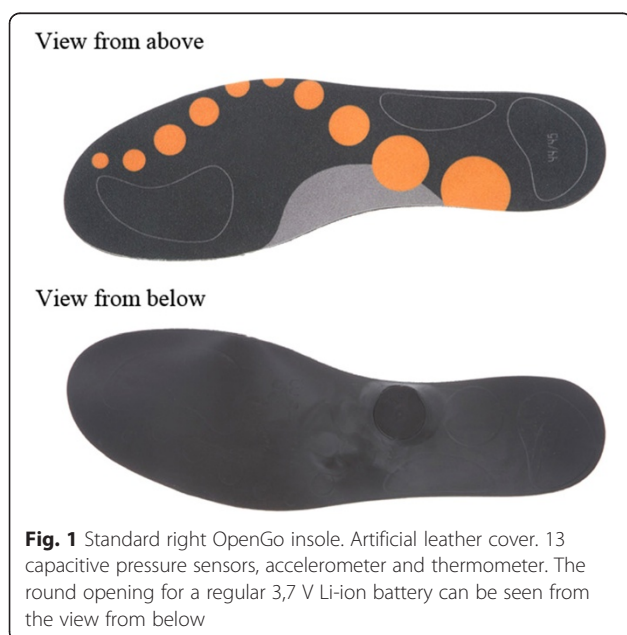 View from above
44/45
View from below
Fig. 1 Standard right OpenGo insole. Artificial leather cover. 13
capacitive pressure sensors, accelerometer and thermometer. The
round opening for a regular 3,7 V Li-ion battery can be seen from
the view from below